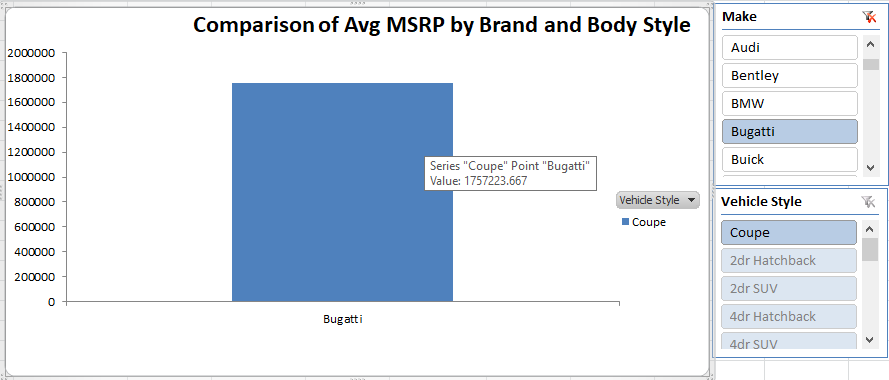 Comparison of Avg MSRP by Brand and Body Style
2000000
1800000
1600000
1400000
1200000
1000000
800000
600000
400000
200000
0
Bugatti
Series "Coupe" Point "Bugatti"
Value: 1757223.667
Vehicle Style
Coupe
Make
Audi
Bentley
BMW
Bugatti
Buick
Vehicle Style
Coupe
2dr Hatchback
2dr SUV
4dr Hatchback
4dr SUV